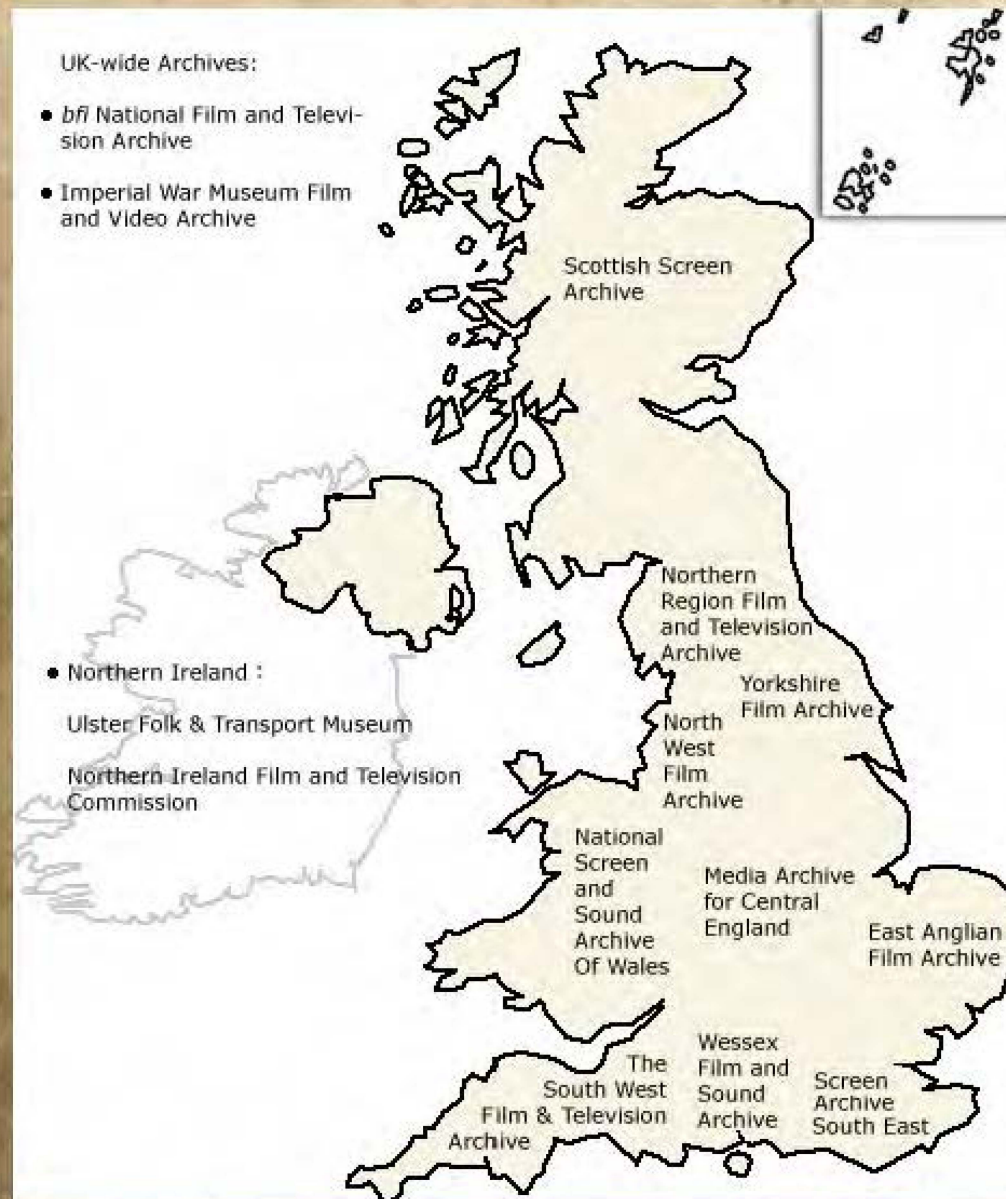 UK-wide Archives:
• bfi National Film and Televi-
sion Archive
• Imperial War Museum Film
and Video Archive
Scottish Screen
Archive
Northern
Region Film
and Television
Archive
Yorkshire
Film Archive
• Northern Ireland :
Ulster Folk & Transport Museum
Northern Ireland Film and Television
Commission
North
West
Film
Archive
National
Screen
and
Sound
Archive
Of Wales
Media Archive
for Central
England
East Anglian
Film Archive
The
South West
Film & Television
Archive
Wessex
Film and
Sound
Archive
Screen
Archive
South East